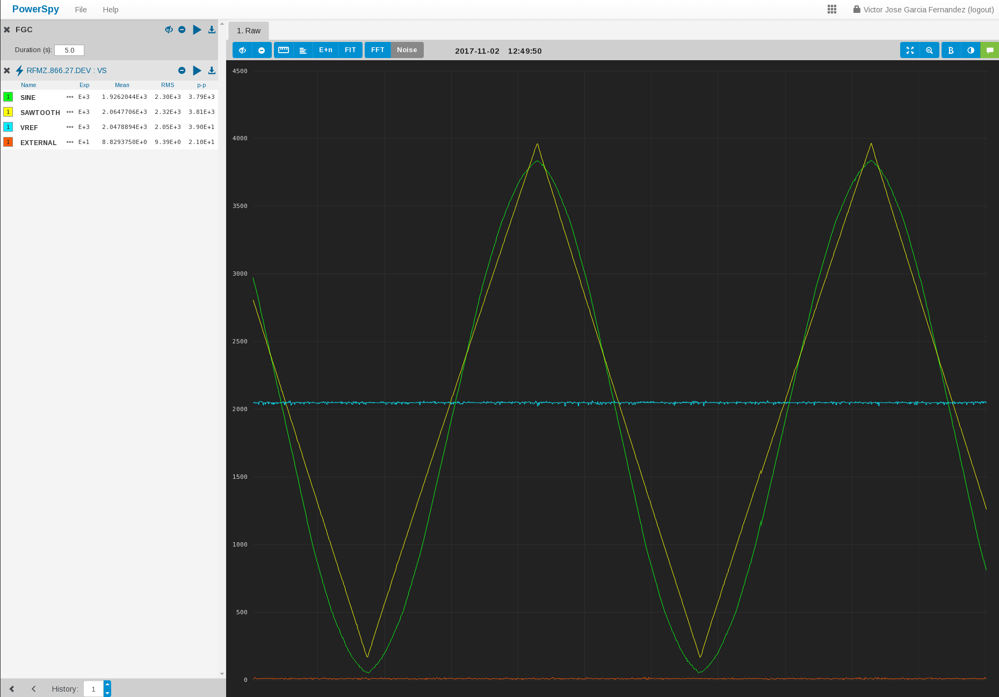 PowerSpy File Help Victor Jose Garcia Fernandez (logout)
FGC
Duration (s): 5.0
RFMZ.866.27.DEV : VS
Name Exp Mean RMS p-p
1 SINE ••• E+3 1.9262044E+3 2.30E+3 3.79E+3
1 SAWTOOTH ••• E+3 2.0647706E+3 2.32E+3 3.81E+3
1 VREF ••• E+3 2.0478894E+3 2.05E+3 3.90E+1
1 EXTERNAL ••• E+1 8.8293750E+0 9.39E+0 2.10E+1
History: 1
1. Raw
E+n FIT FFT Noise 2017-11-02 12:49:50 B
4500
4000
3500
3000
2500
2000
1500
1000
500
0